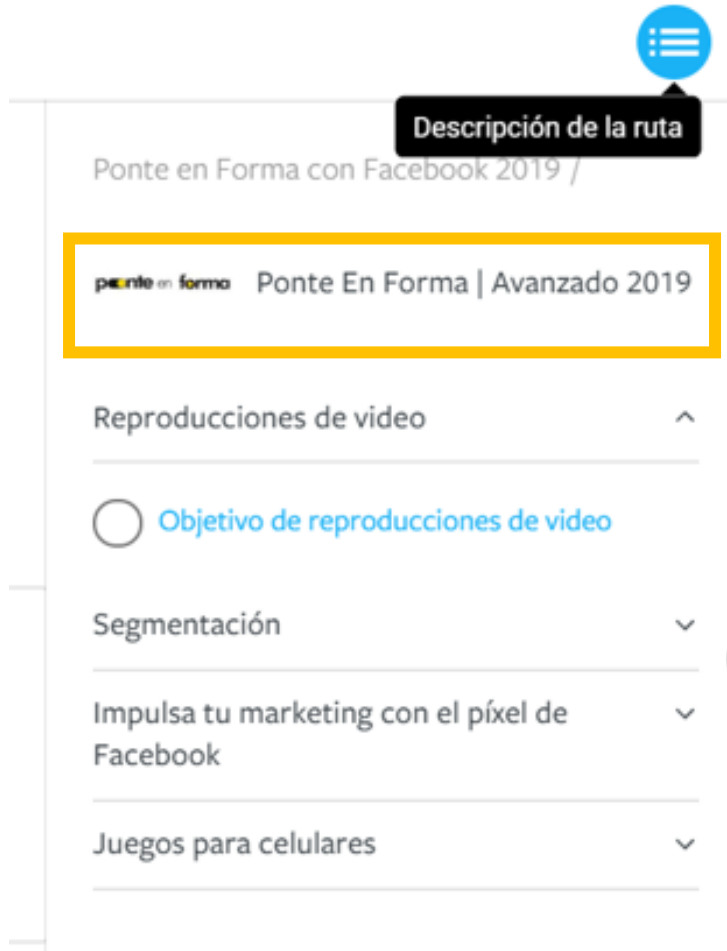 Descripción de la ruta
Ponte en Forma con Facebook 2019 /
ponte en forma Ponte En Forma | Avanzado 2019
Reproducciones de video
Objetivo de reproducciones de video
Segmentación
Impulsa tu marketing con el píxel de
Facebook
Juegos para celulares